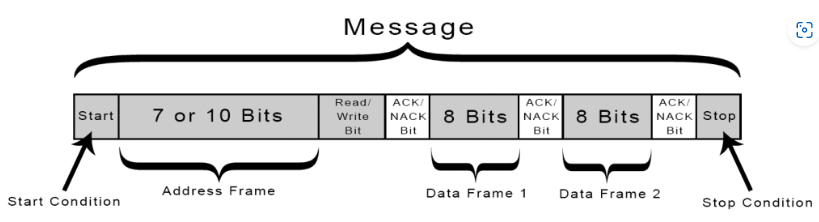 Message
Start
7 or 10 Bits
Read/
Write
Bit
ACK/
NACK
Bit
8 Bits
ACK/
NACK
Bit
8 Bits
ACK/
NACK
Bit
Stop
Start Condition
Address Frame
Data Frame 1
Data Frame 2
Stop Condition